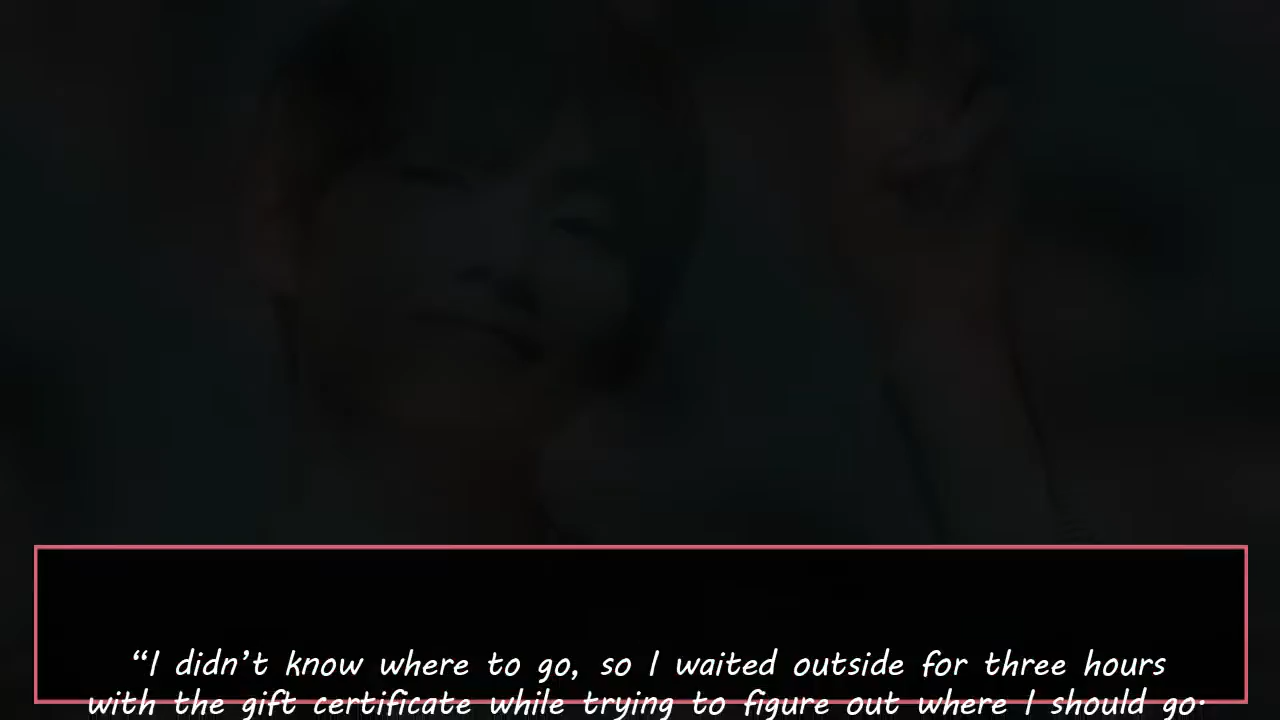 “I didn’t know where to go, so I waited outside for three hours
with the gift certificate while trying to figure out where I should go.